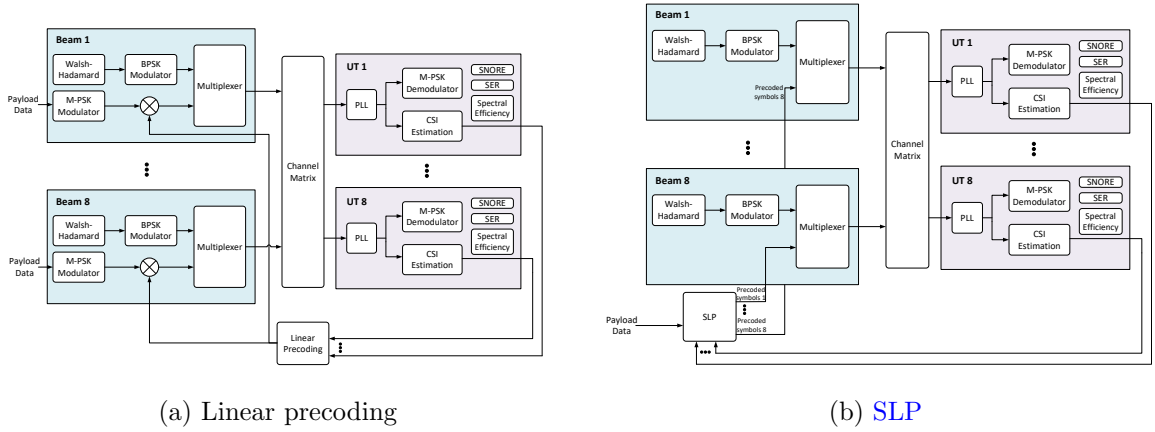 Beam 1
Walsh-
Hadamard
BPSK
Modulator
Multiplexer
Payload
Data
M-PSK
Modulator
Channel
Matrix
UT 1
PLL
M-PSK
Demodulator
CSI
Estimation
SNORE
SER
Spectral
Efficiency
Beam 8
Walsh-
Hadamard
BPSK
Modulator
Multiplexer
Payload
Data
M-PSK
Modulator
UT 8
PLL
M-PSK
Demodulator
CSI
Estimation
SNORE
SER
Spectral
Efficiency
Linear
Precoding
(a) Linear precoding
Beam 1
Walsh-
Hadamard
BPSK
Modulator
Multiplexer
Precoded
symbols 8
Channel
Matrix
UT 1
PLL
M-PSK
Demodulator
CSI
Estimation
SNORE
SER
Spectral
Efficiency
Beam 8
Walsh-
Hadamard
BPSK
Modulator
Multiplexer
UT 8
PLL
M-PSK
Demodulator
CSI
Estimation
SNORE
SER
Spectral
Efficiency
Payload
Data
SLP
Precoded
symbols 1
Precoded
symbols 8
(b) SLP